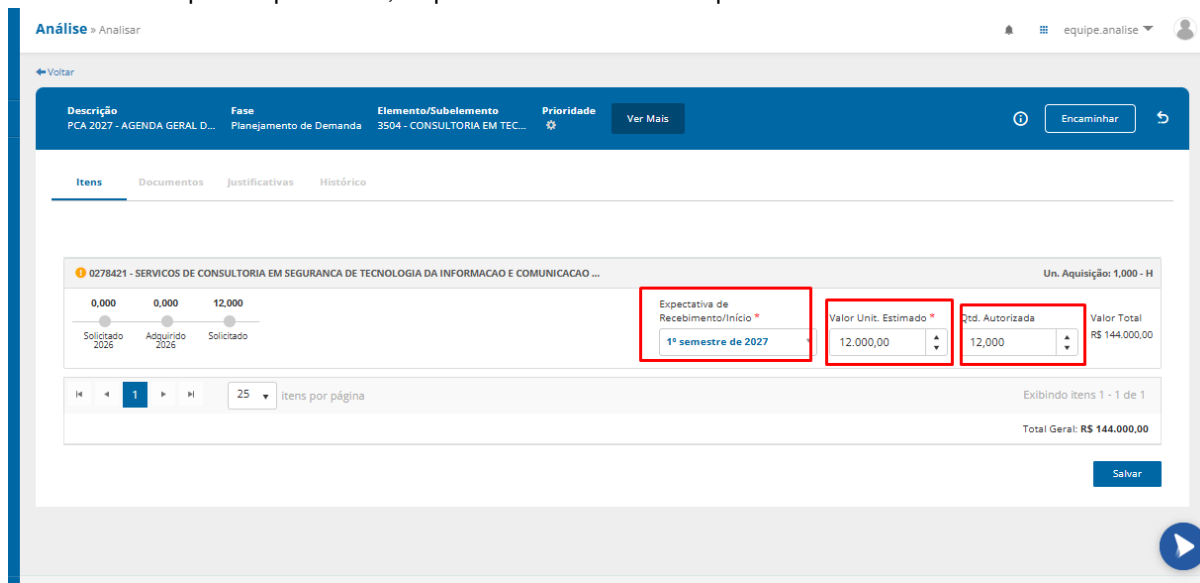 Análise » Analisar
equipe.analise
Voltar
Descrição
PCA 2027 - AGENDA GERAL D...
Fase
Planejamento de Demanda
Elemento/Subelemento
3504 - CONSULTORIA EM TEC...
Prioridade
Ver Mais
Encaminhar
Itens Documentos Justificativas Histórico
0278421 - SERVICOS DE CONSULTORIA EM SEGURANCA DE TECNOLOGIA DA INFORMACAO E COMUNICACAO ...
Un. Aquisição: 1,000 - H
0,000 0,000 12,000
Solicitado 2026
Adquirido 2026
Solicitado
Expectativa de
Recebimento/Início *
1º semestre de 2027
Valor Unit. Estimado *
12.000,00
Qtd. Autorizada
12,000
Valor Total
R$ 144.000,00
1
25 itens por página
Exibindo itens 1 - 1 de 1
Total Geral: R$ 144.000,00
Salvar